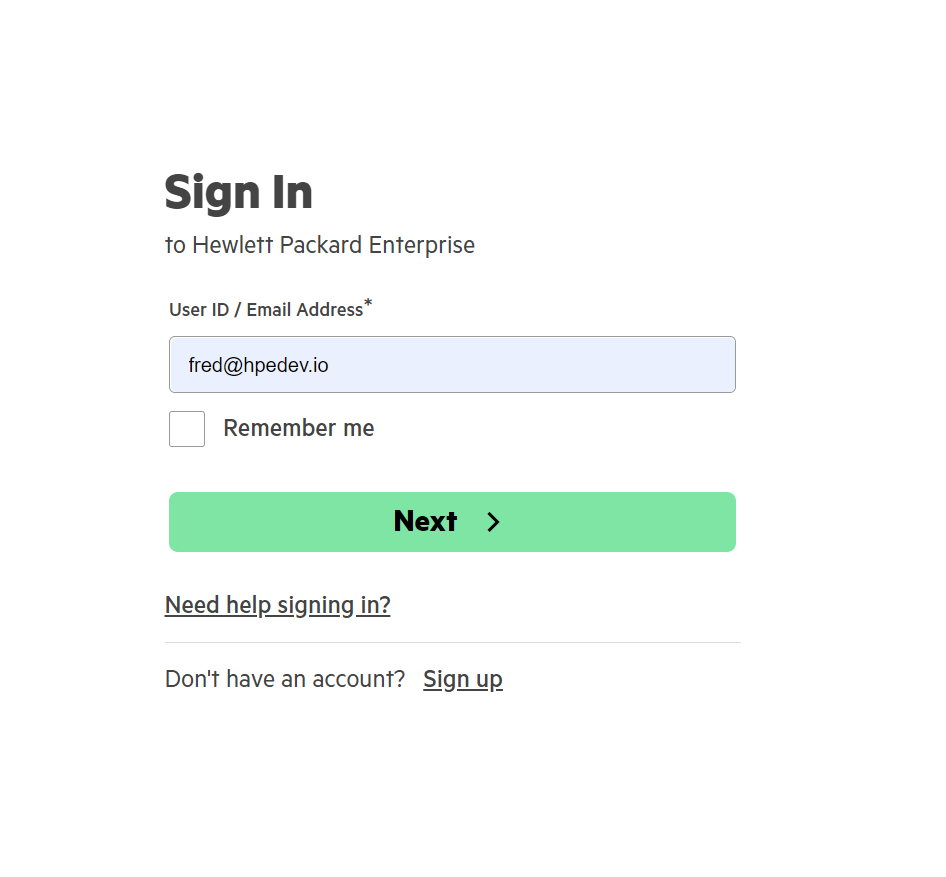 Sign In
to Hewlett Packard Enterprise
User ID / Email Address*
fred@hpedev.io
Remember me
Next
Need help signing in?
Don't have an account? Sign up